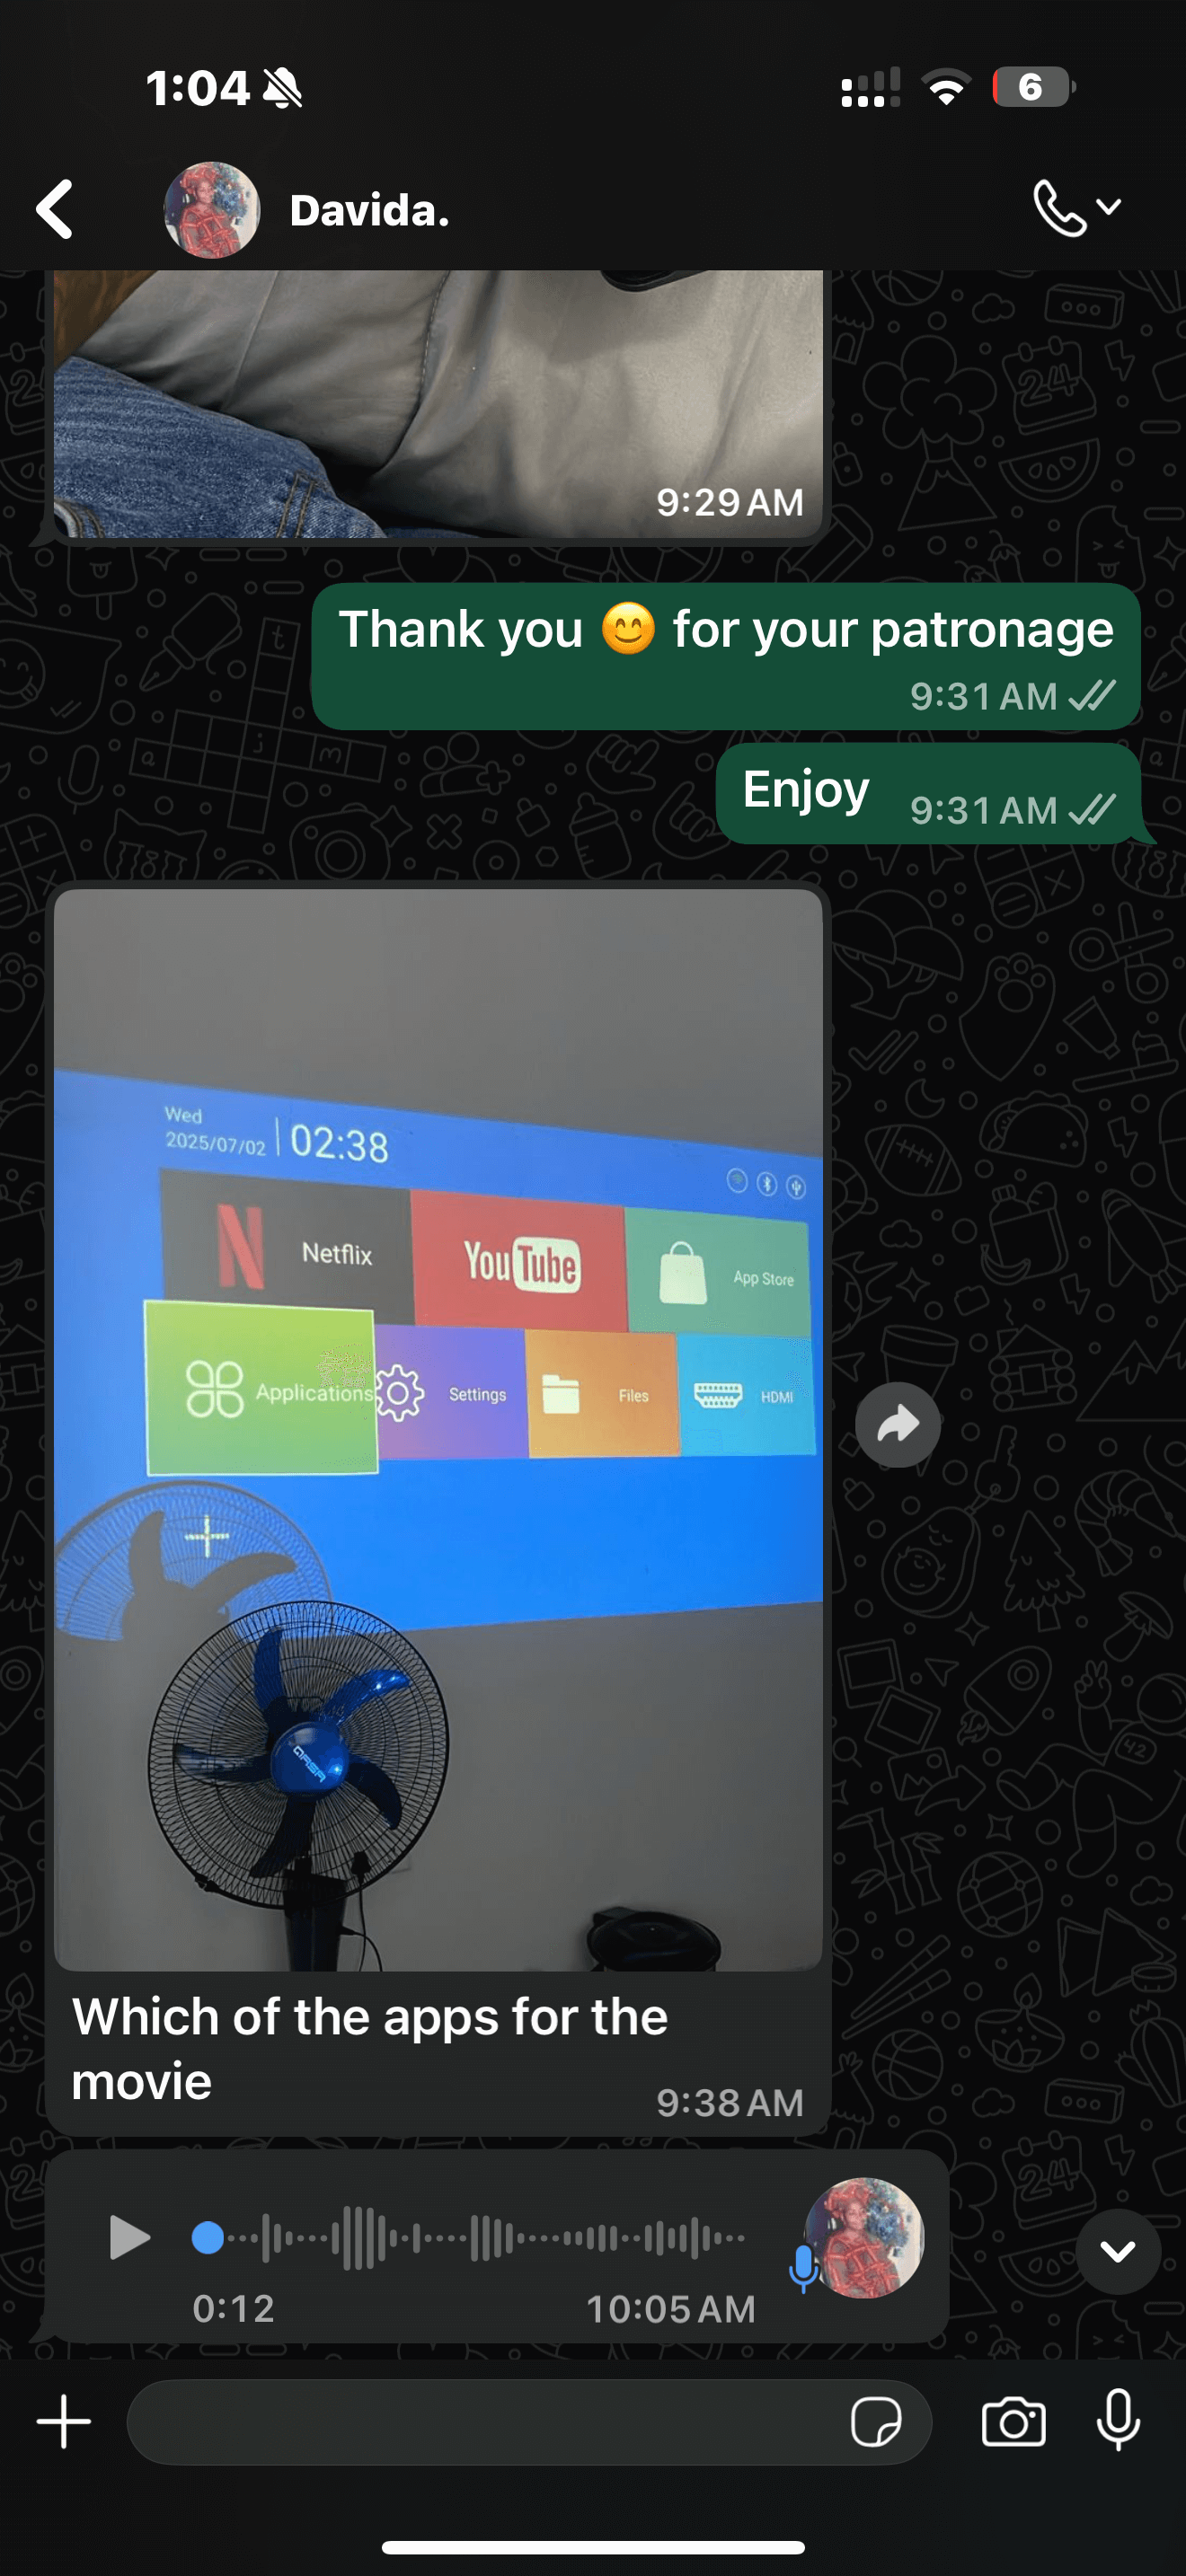 1:04
6
Davida.
9:29 AM
Thank you 😊 for your patronage
9:31 AM
Enjoy 9:31 AM
Wed
2025/07/02 02:38
Netflix
YouTube
App Store
Applications
Settings
Files
HDMI
QASA
Which of the apps for the
movie
9:38 AM
0:12
10:05 AM